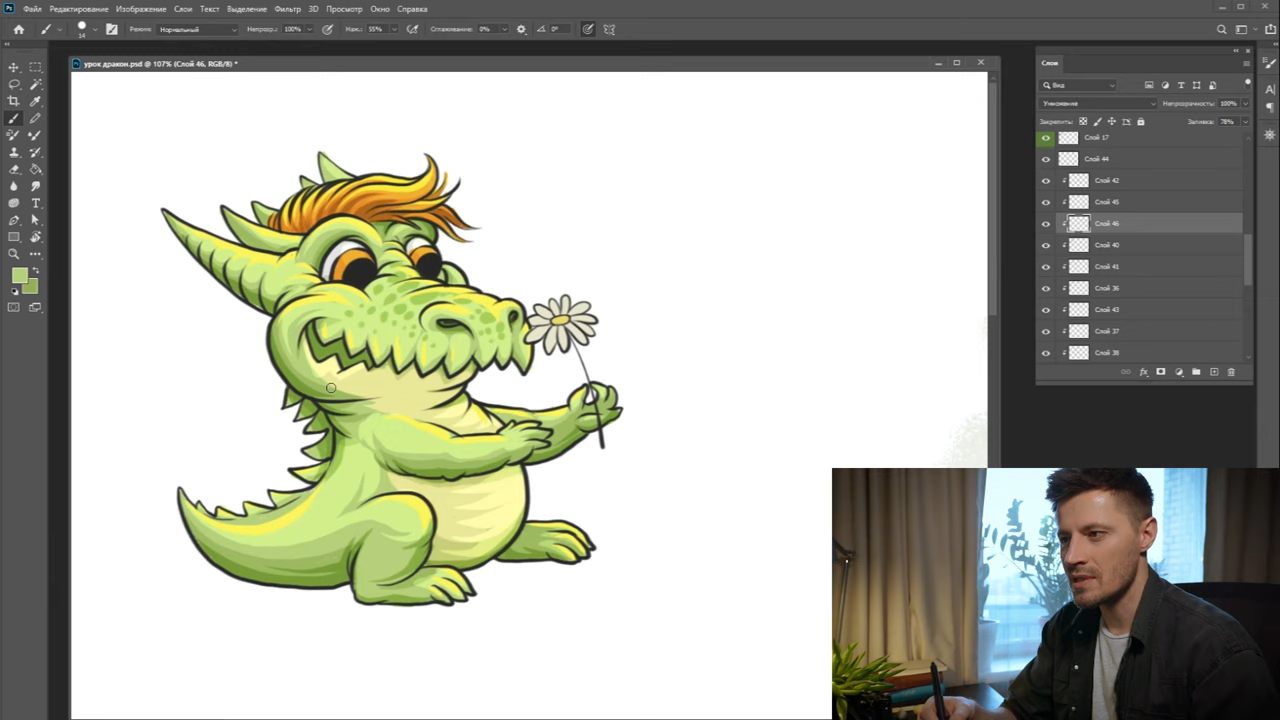 Ps Файл Редактирование Изображение Слои Текст Выделение Фильтр 3D Просмотр Окно Справка
14 Режим: Нормальный Непрозр.: 100% Наж.: 55% Сглаживание: 0% 0°
урок дракон.psd @ 107% (Слой 46, RGB/8) *
Слои
Вид
Умножение Непрозрачность: 100%
Закрепить: Заливка: 78%
Слой 17
Слой 44
Слой 42
Слой 45
Слой 46
Слой 40
Слой 41
Слой 36
Слой 43
Слой 37
Слой 38